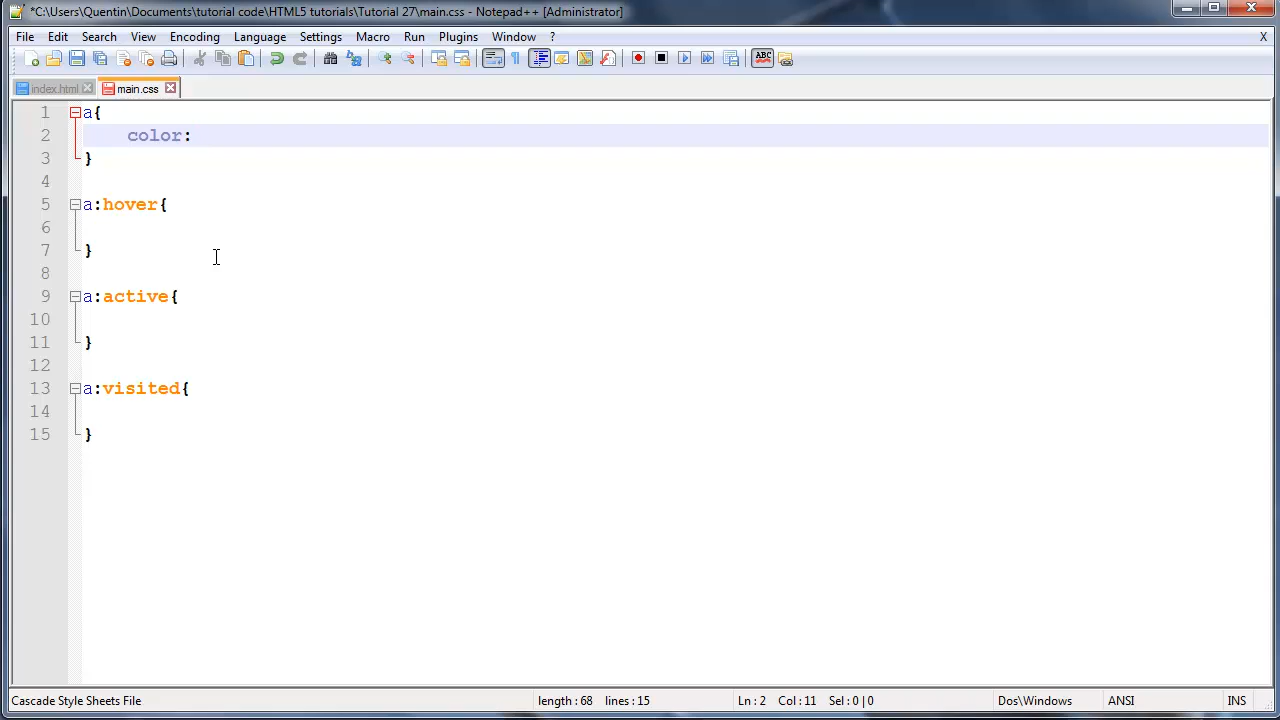 *C:\Users\Quentin\Documents\tutorial code\HTML5 tutorials\Tutorial 27\main.css - Notepad++ [Administrator]
File Edit Search View Encoding Language Settings Macro Run Plugins Window ? X
index.html main.css
1 a{
2 color:
3 }
4
5 a:hover{
6
7 }
8
9 a:active{
10
11 }
12
13 a:visited{
14
15 }
Cascade Style Sheets File length : 68 lines : 15 Ln : 2 Col : 11 Sel : 0 | 0 Dos\Windows ANSI INS